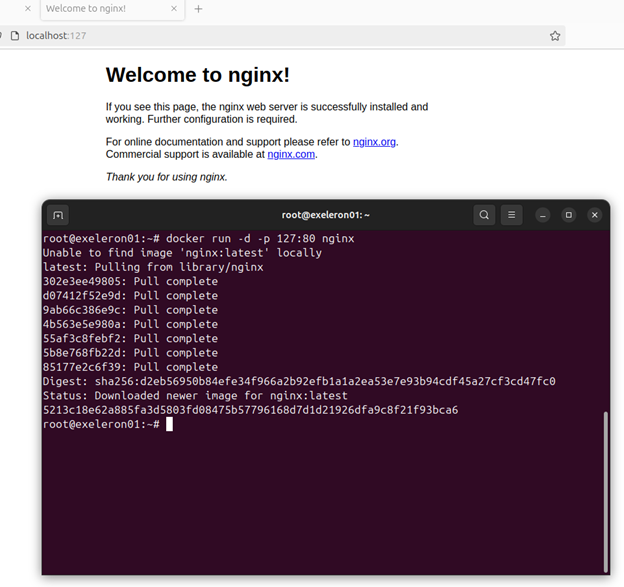 Welcome to nginx!
localhost:127
Welcome to nginx!
If you see this page, the nginx web server is successfully installed and
working. Further configuration is required.
For online documentation and support please refer to nginx.org.
Commercial support is available at nginx.com.
Thank you for using nginx.
root@exeleron01: ~
root@exeleron01:~# docker run -d -p 127:80 nginx
Unable to find image 'nginx:latest' locally
latest: Pulling from library/nginx
302e3ee49805: Pull complete
d07412f52e9d: Pull complete
9ab66c386e9c: Pull complete
4b563e5e980a: Pull complete
55af3c8febf2: Pull complete
5b8e768fb22d: Pull complete
85177e2c6f39: Pull complete
Digest: sha256:d2eb56950b84efe34f966a2b92efb1a1a2ea53e7e93b94cdf45a27cf3cd47fc0
Status: Downloaded newer image for nginx:latest
5213c18e62a885fa3d5803fd08475b57796168d7d1d21926dfa9c8f21f93bca6
root@exeleron01:~#